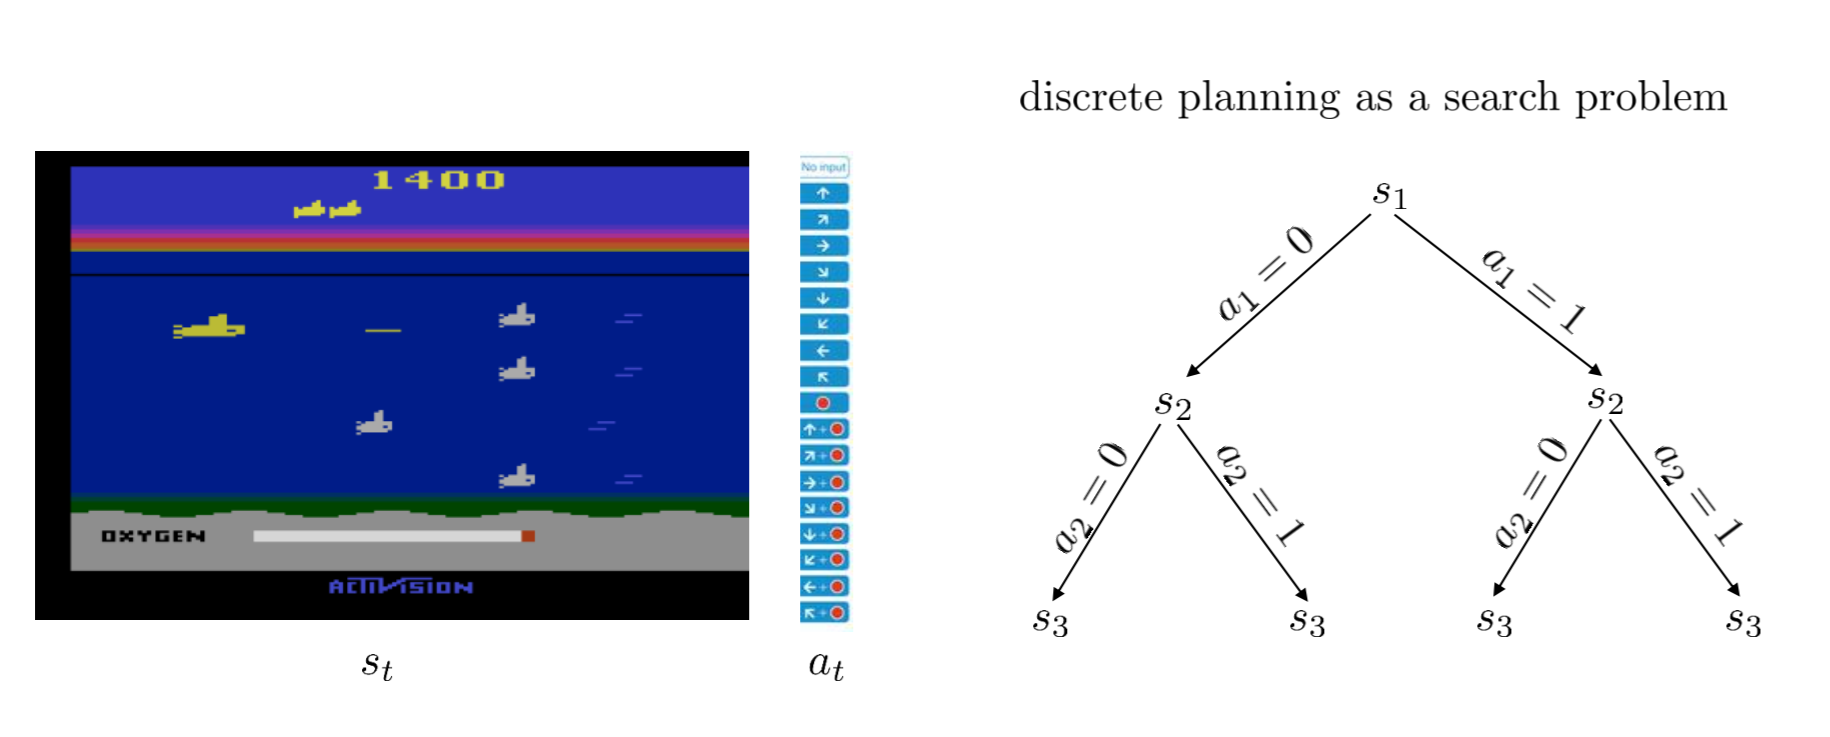 discrete planning as a search problem
1400
OXYGEN
ACTIVISION
No input
s_t
a_t
s_1
a_1 = 0
a_1 = 1
s_2
s_2
a_2 = 0
a_2 = 1
a_2 = 0
a_2 = 1
s_3
s_3
s_3
s_3